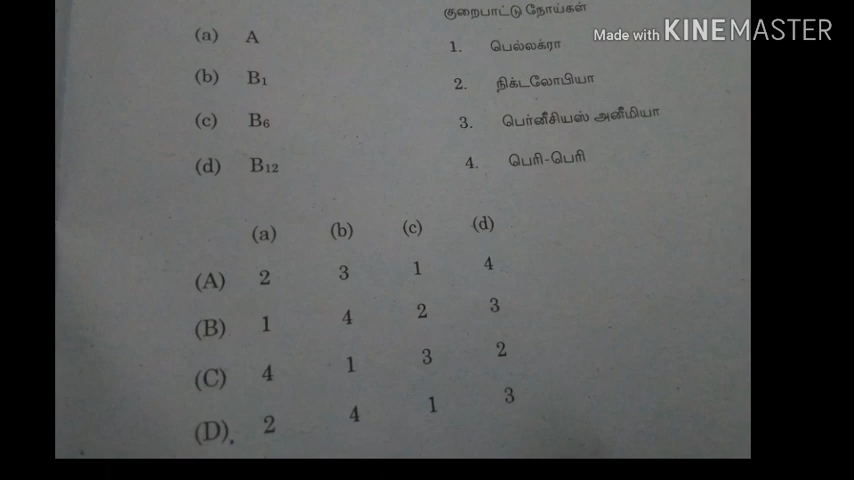 குறைபாட்டு நோய்கள்
Made with KINEMASTER
(a) A 1. பெல்லக்ரா
(b) B₁ 2. நிக்டலோபியா
(c) B₆ 3. பெர்னீசியஸ் அனீமியா
(d) B₁₂ 4. பெரி-பெரி
(a) (b) (c) (d)
(A) 2 3 1 4
(B) 1 4 2 3
(C) 4 1 3 2
(D). 2 4 1 3